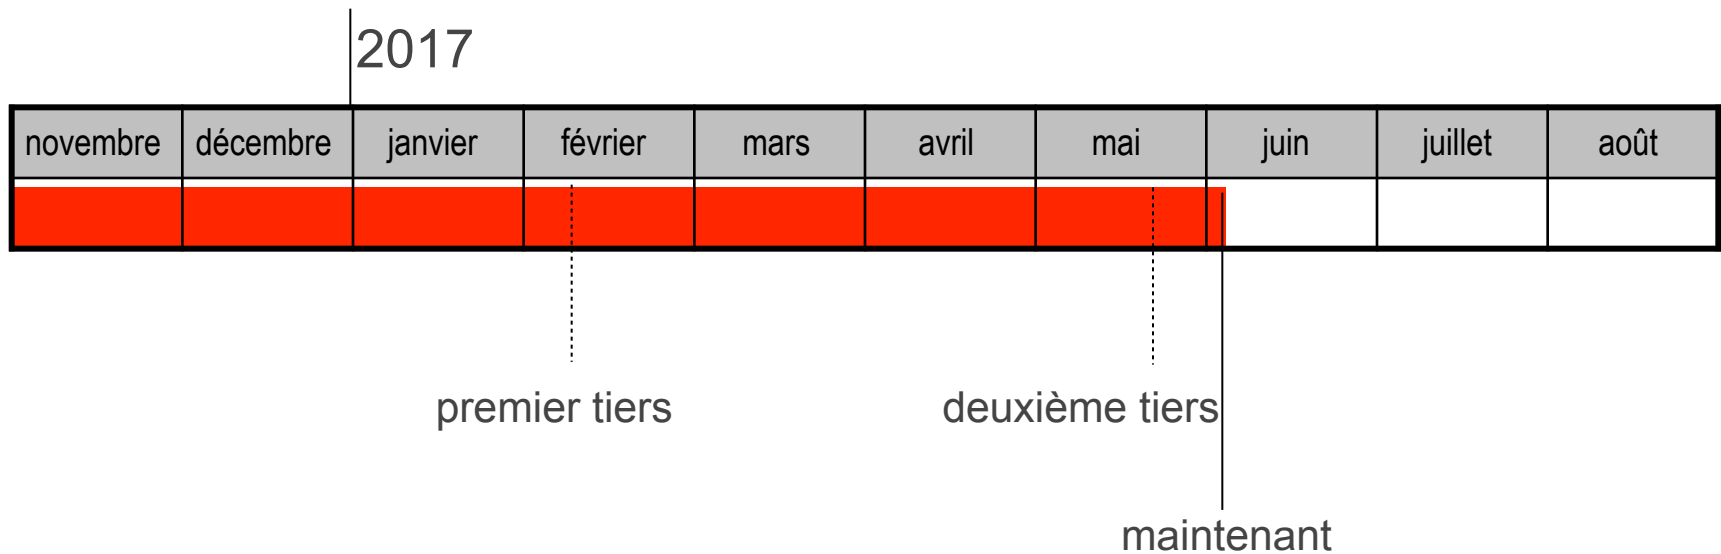 2017
novembre décembre janvier février mars avril mai juin juillet août
premier tiers deuxième tiers
maintenant